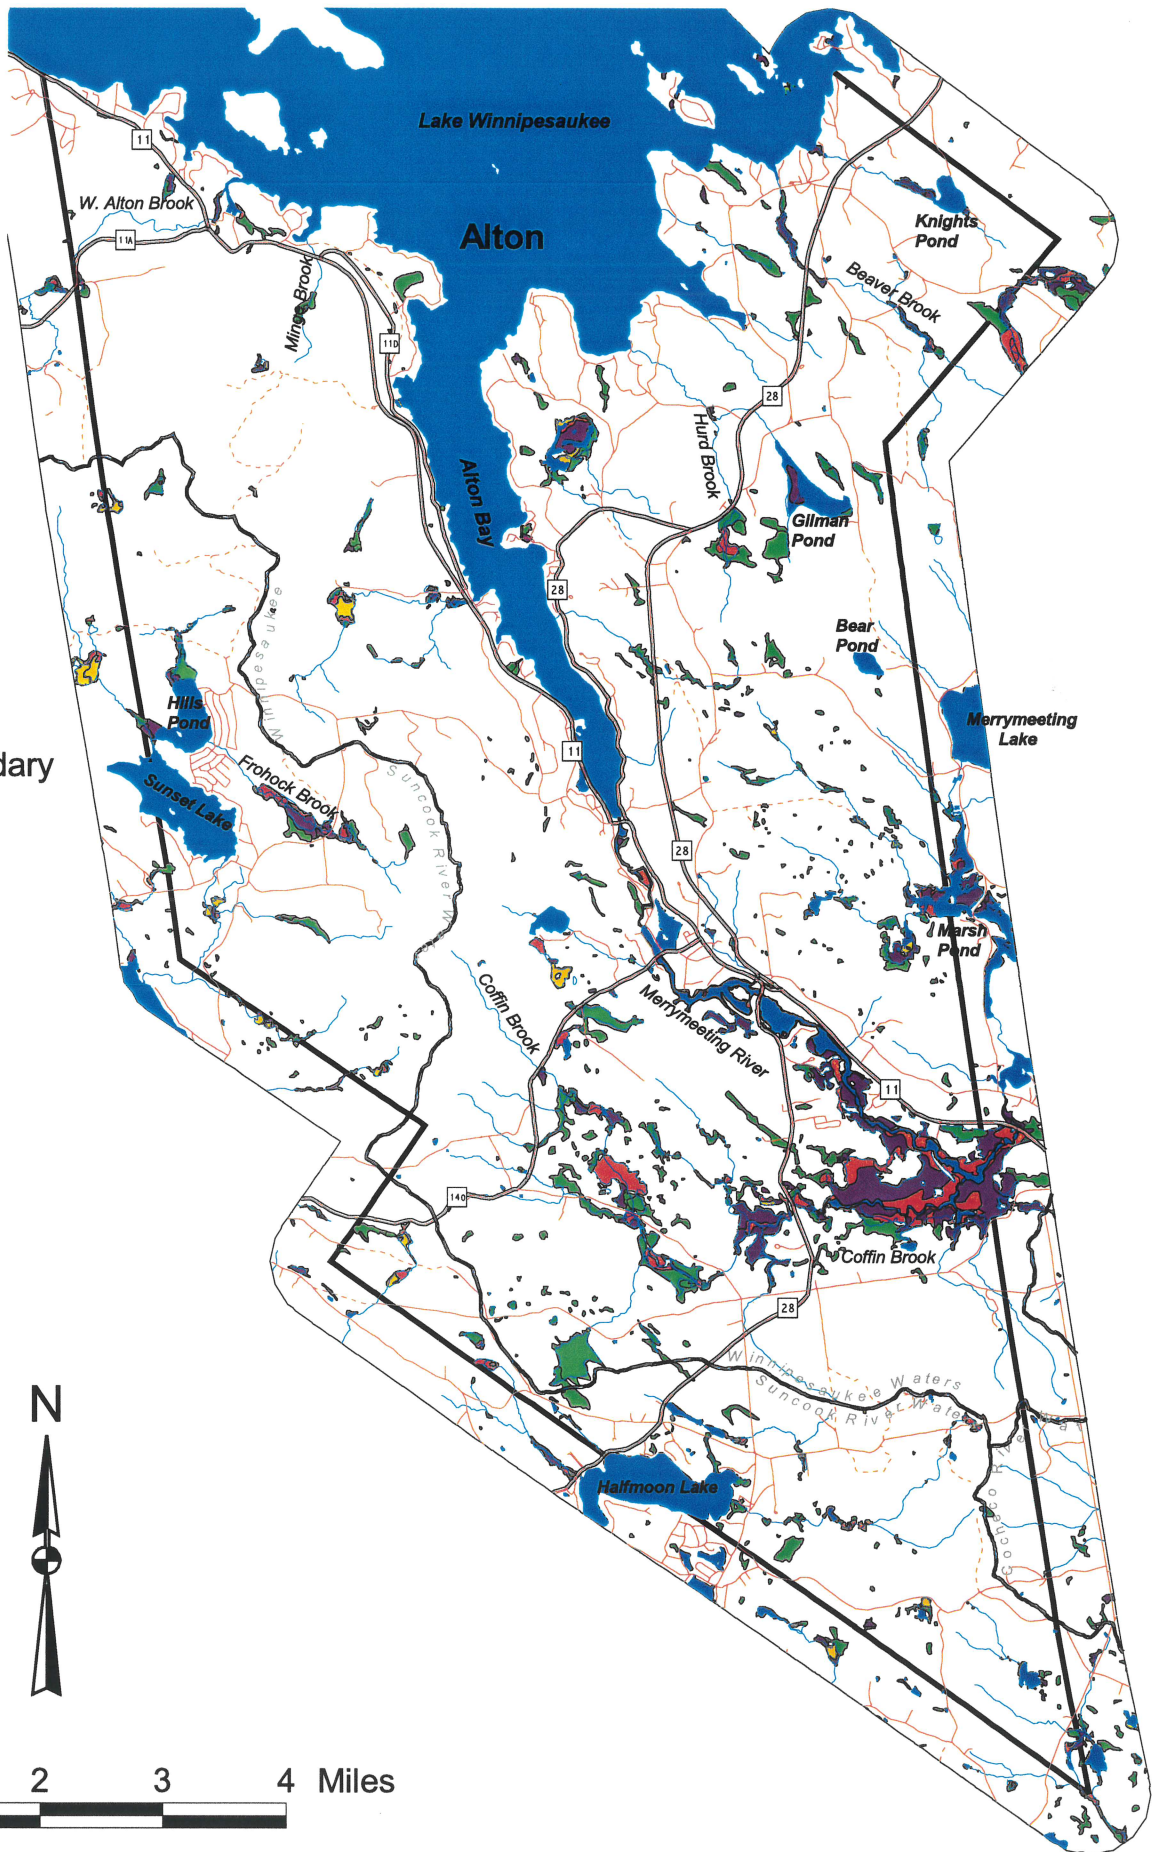 Lake Winnipesaukee
11
W. Alton Brook
11A
Alton
Knights
Pond
Beaver Brook
Minge Brook
11D
28
Hurd Brook
Alton Bay
Gilman
Pond
28
Bear
Pond
Winnipesaukee
Hills
Pond
Merrymeeting
Lake
11
dary
Frohock Brook
Sunset Lake
Suncook River
28
Marsh
Pond
Coffin Brook
Merrymeeting River
11
140
Coffin Brook
28
Winnipesaukee Waters
Suncook River Wate
Cocheco
Halfmoon Lake
N
2 3 4 Miles